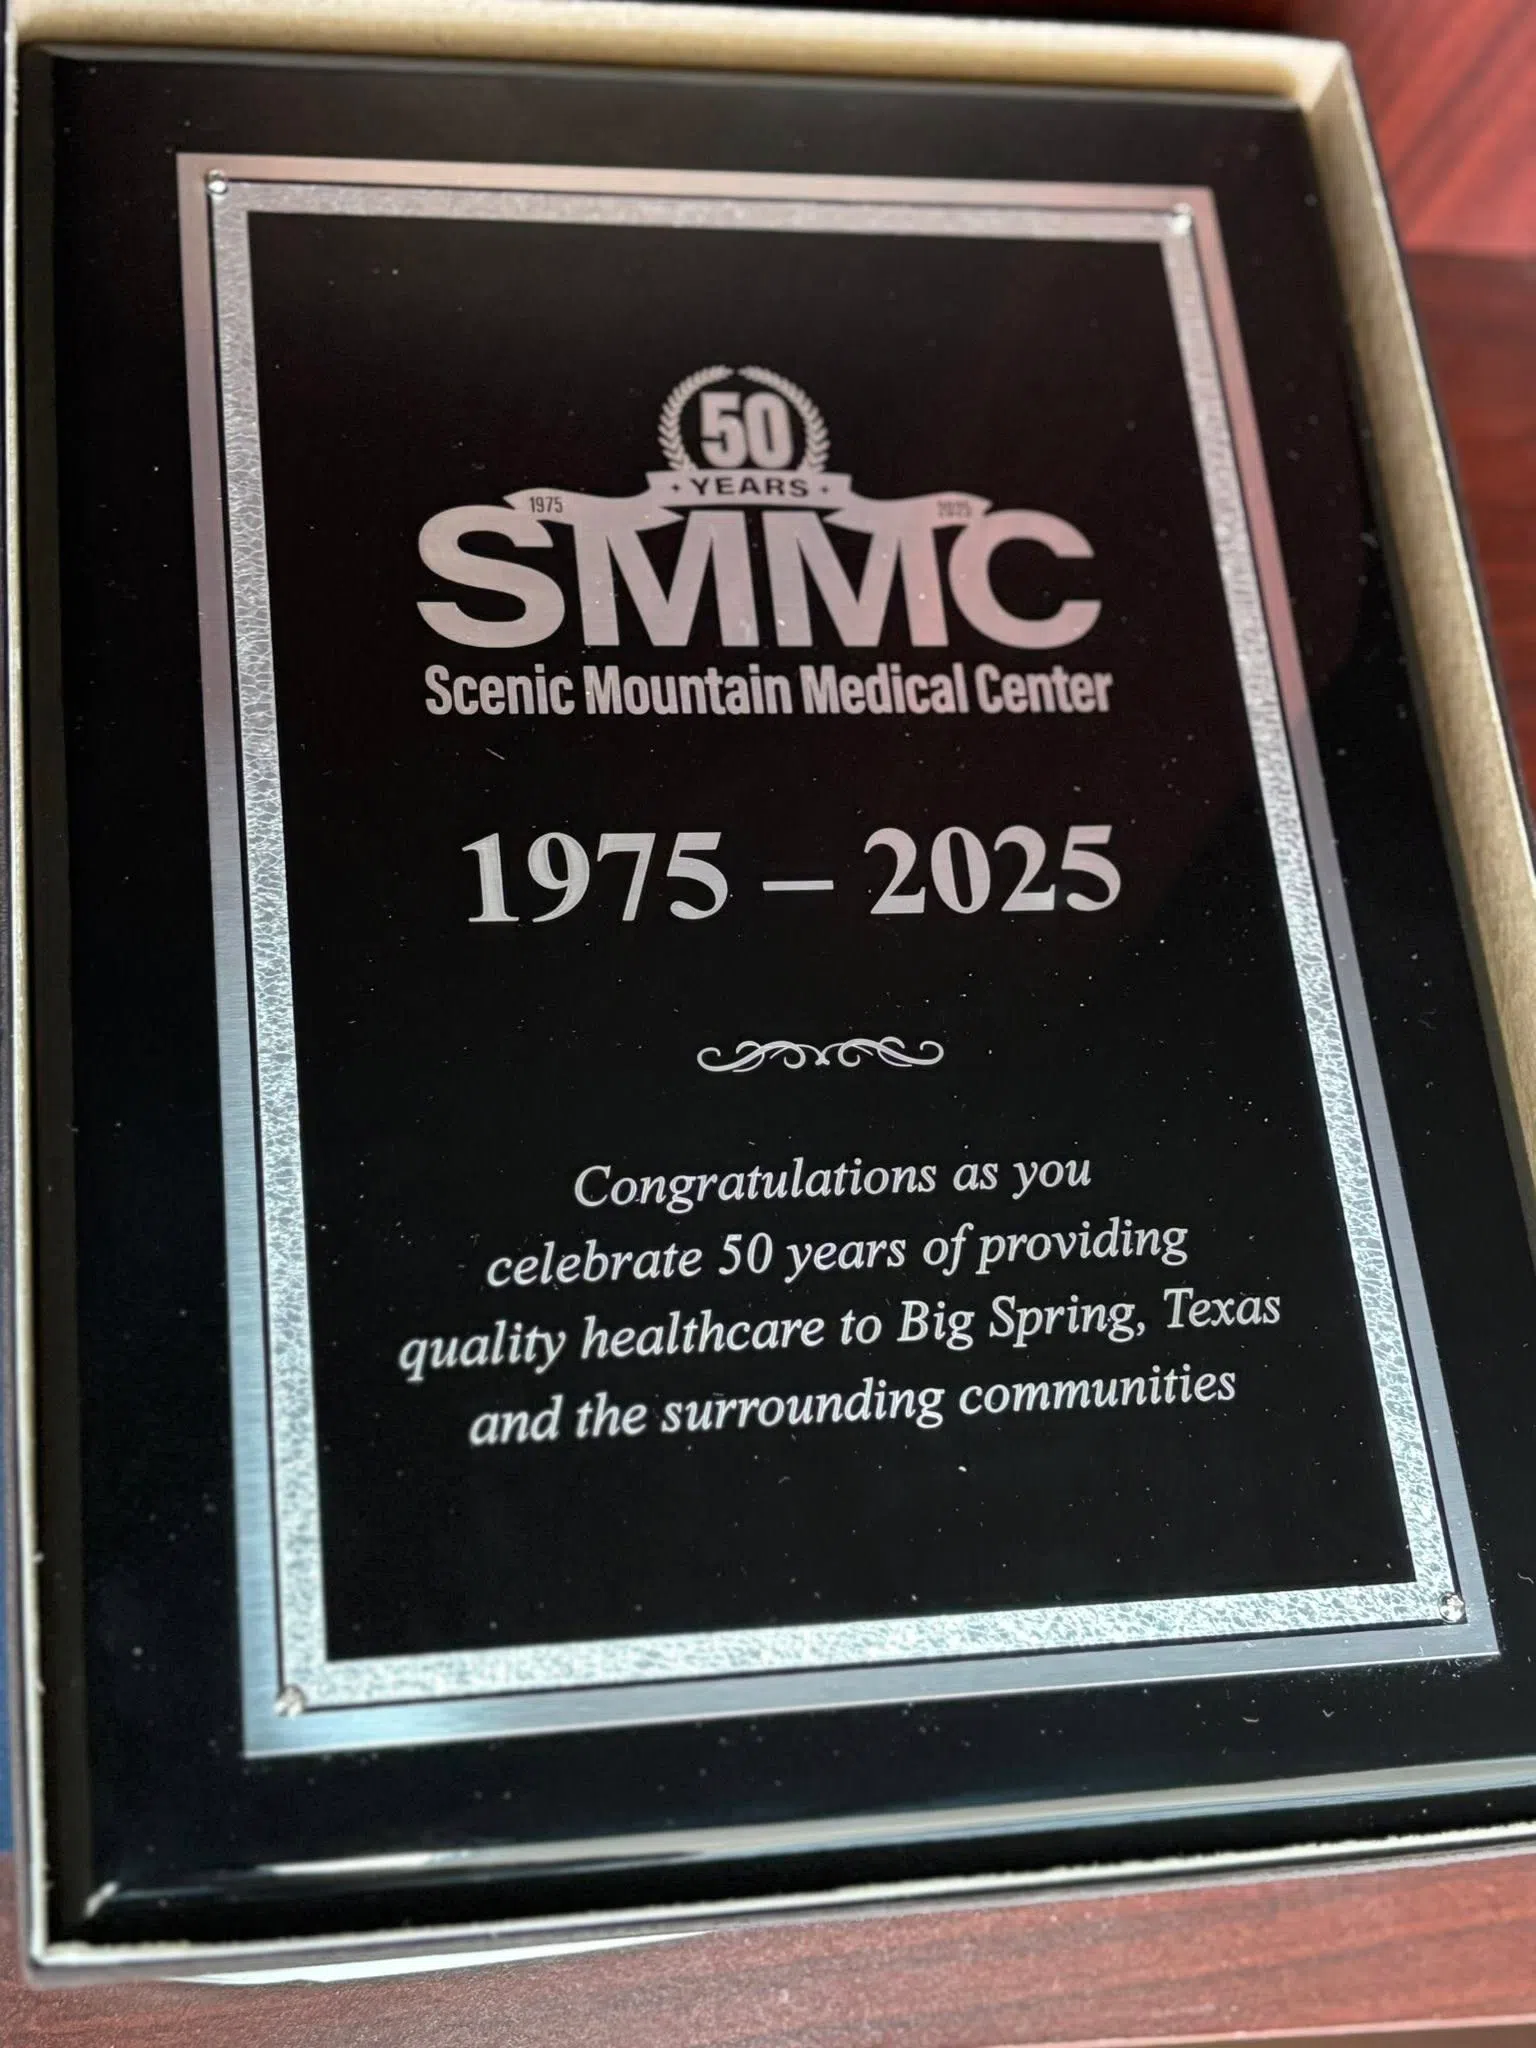 50
• YEARS •
1975 2025
SMMC
Scenic Mountain Medical Center
1975 – 2025
Congratulations as you
celebrate 50 years of providing
quality healthcare to Big Spring, Texas
and the surrounding communities